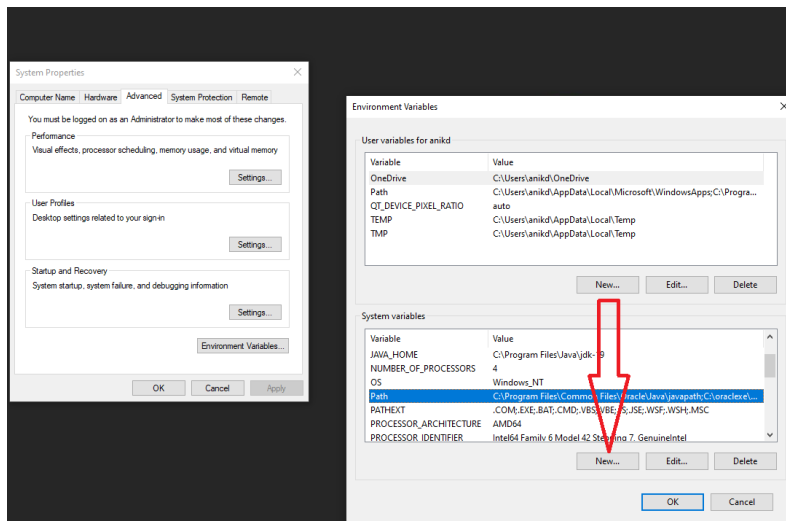 System Properties
Computer Name Hardware Advanced System Protection Remote
You must be logged on as an Administrator to make most of these changes.
Performance
Visual effects, processor scheduling, memory usage, and virtual memory
Settings...
User Profiles
Desktop settings related to your sign-in
Settings...
Startup and Recovery
System startup, system failure, and debugging information
Settings...
Environment Variables...
OK Cancel Apply
Environment Variables
User variables for anikd
Variable Value
OneDrive C:\Users\anikd\OneDrive
Path C:\Users\anikd\AppData\Local\Microsoft\WindowsApps;C:\Progra...
QT_DEVICE_PIXEL_RATIO auto
TEMP C:\Users\anikd\AppData\Local\Temp
TMP C:\Users\anikd\AppData\Local\Temp
New... Edit... Delete
System variables
Variable Value
JAVA_HOME C:\Program Files\Java\
NUMBER_OF_PROCESSORS 4
OS Windows_NT
Path C:\Program Files\Common Files\Oracle\Java\javapath;C:\oraclexe\...
PATHEXT .COM;.EXE;.BAT;.CMD;.VBS;.VBE;.JS;.JSE;.WSF;.WSH;.MSC
PROCESSOR_ARCHITECTURE AMD64
PROCESSOR_IDENTIFIER Intel64 Family 6 Model 42 Stepping 7, GenuineIntel
New... Edit... Delete
OK Cancel